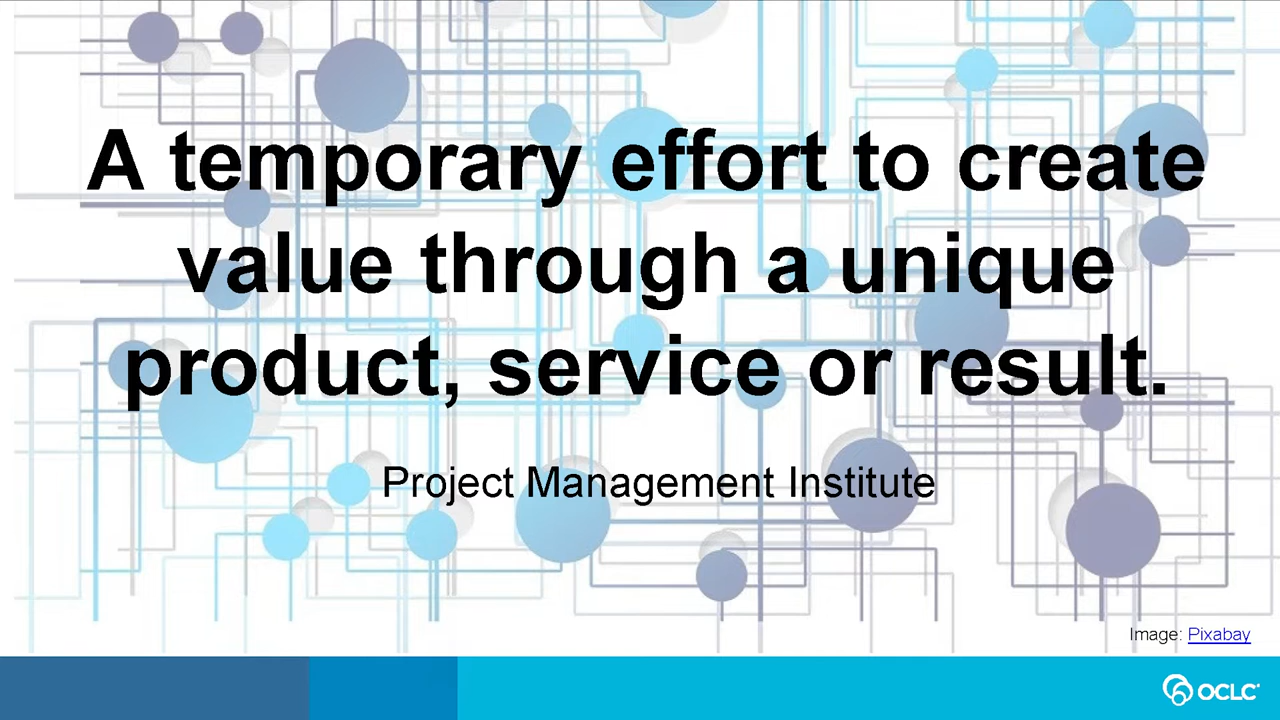 A temporary effort to create
value through a unique
product, service or result.
Project Management Institute
Image: Pixabay
OCLC